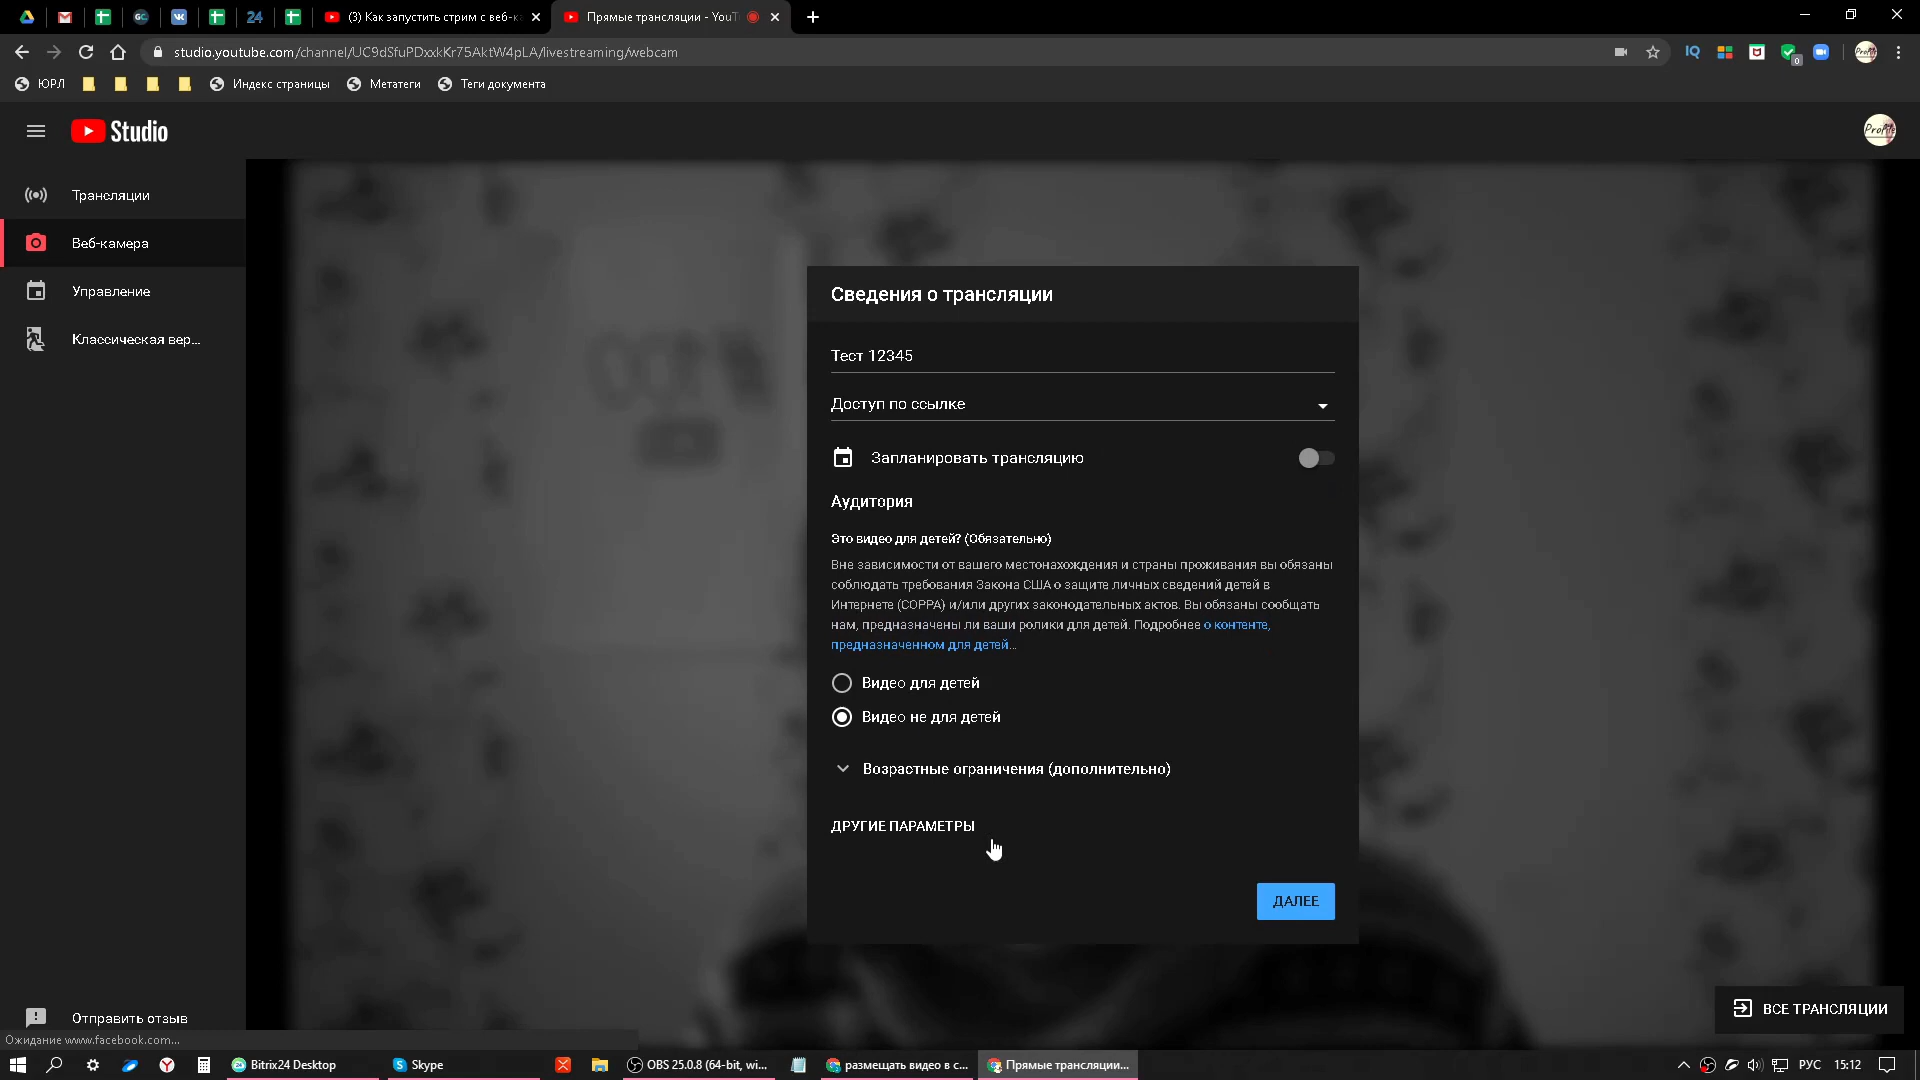 (3) Как запустить стрим с веб-ка
Прямые трансляции - YouT
24
studio.youtube.com/channel/UC9dSfuPDxxkKr75AktW4pLA/livestreaming/webcam
ЮРЛ
Индекс страницы
Метатеги
Теги документа
Studio
Profile
Трансляции
Веб-камера
Управление
Классическая вер...
Сведения о трансляции
Тест 12345
Доступ по ссылке
Запланировать трансляцию
Аудитория
Это видео для детей? (Обязательно)
Вне зависимости от вашего местонахождения и страны проживания вы обязаны
соблюдать требования Закона США о защите личных сведений детей в
Интернете (COPPA) и/или других законодательных актов. Вы обязаны сообщать
нам, предназначены ли ваши ролики для детей. Подробнее о контенте,
предназначенном для детей...
Видео для детей
Видео не для детей
Возрастные ограничения (дополнительно)
ДРУГИЕ ПАРАМЕТРЫ
ДАЛЕЕ
ВСЕ ТРАНСЛЯЦИИ
Отправить отзыв
Ожидание www.facebook.com...
Bitrix24 Desktop
Skype
OBS 25.0.8 (64-bit, wi...
размещать видео в с...
Прямые трансляции...
РУС
15:12